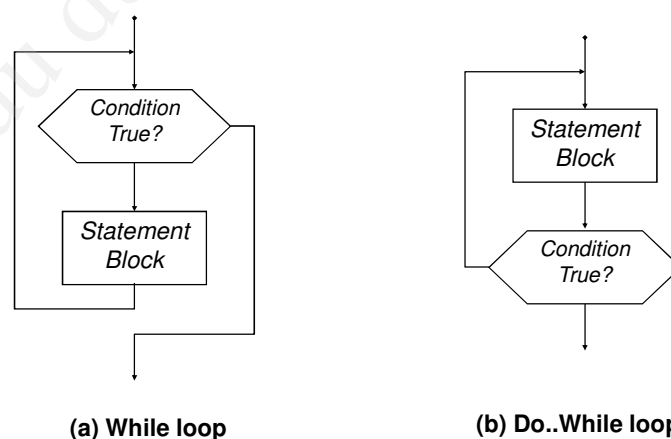 Condition
True?
Statement
Block
(a) While loop
Statement
Block
Condition
True?
(b) Do..While loop